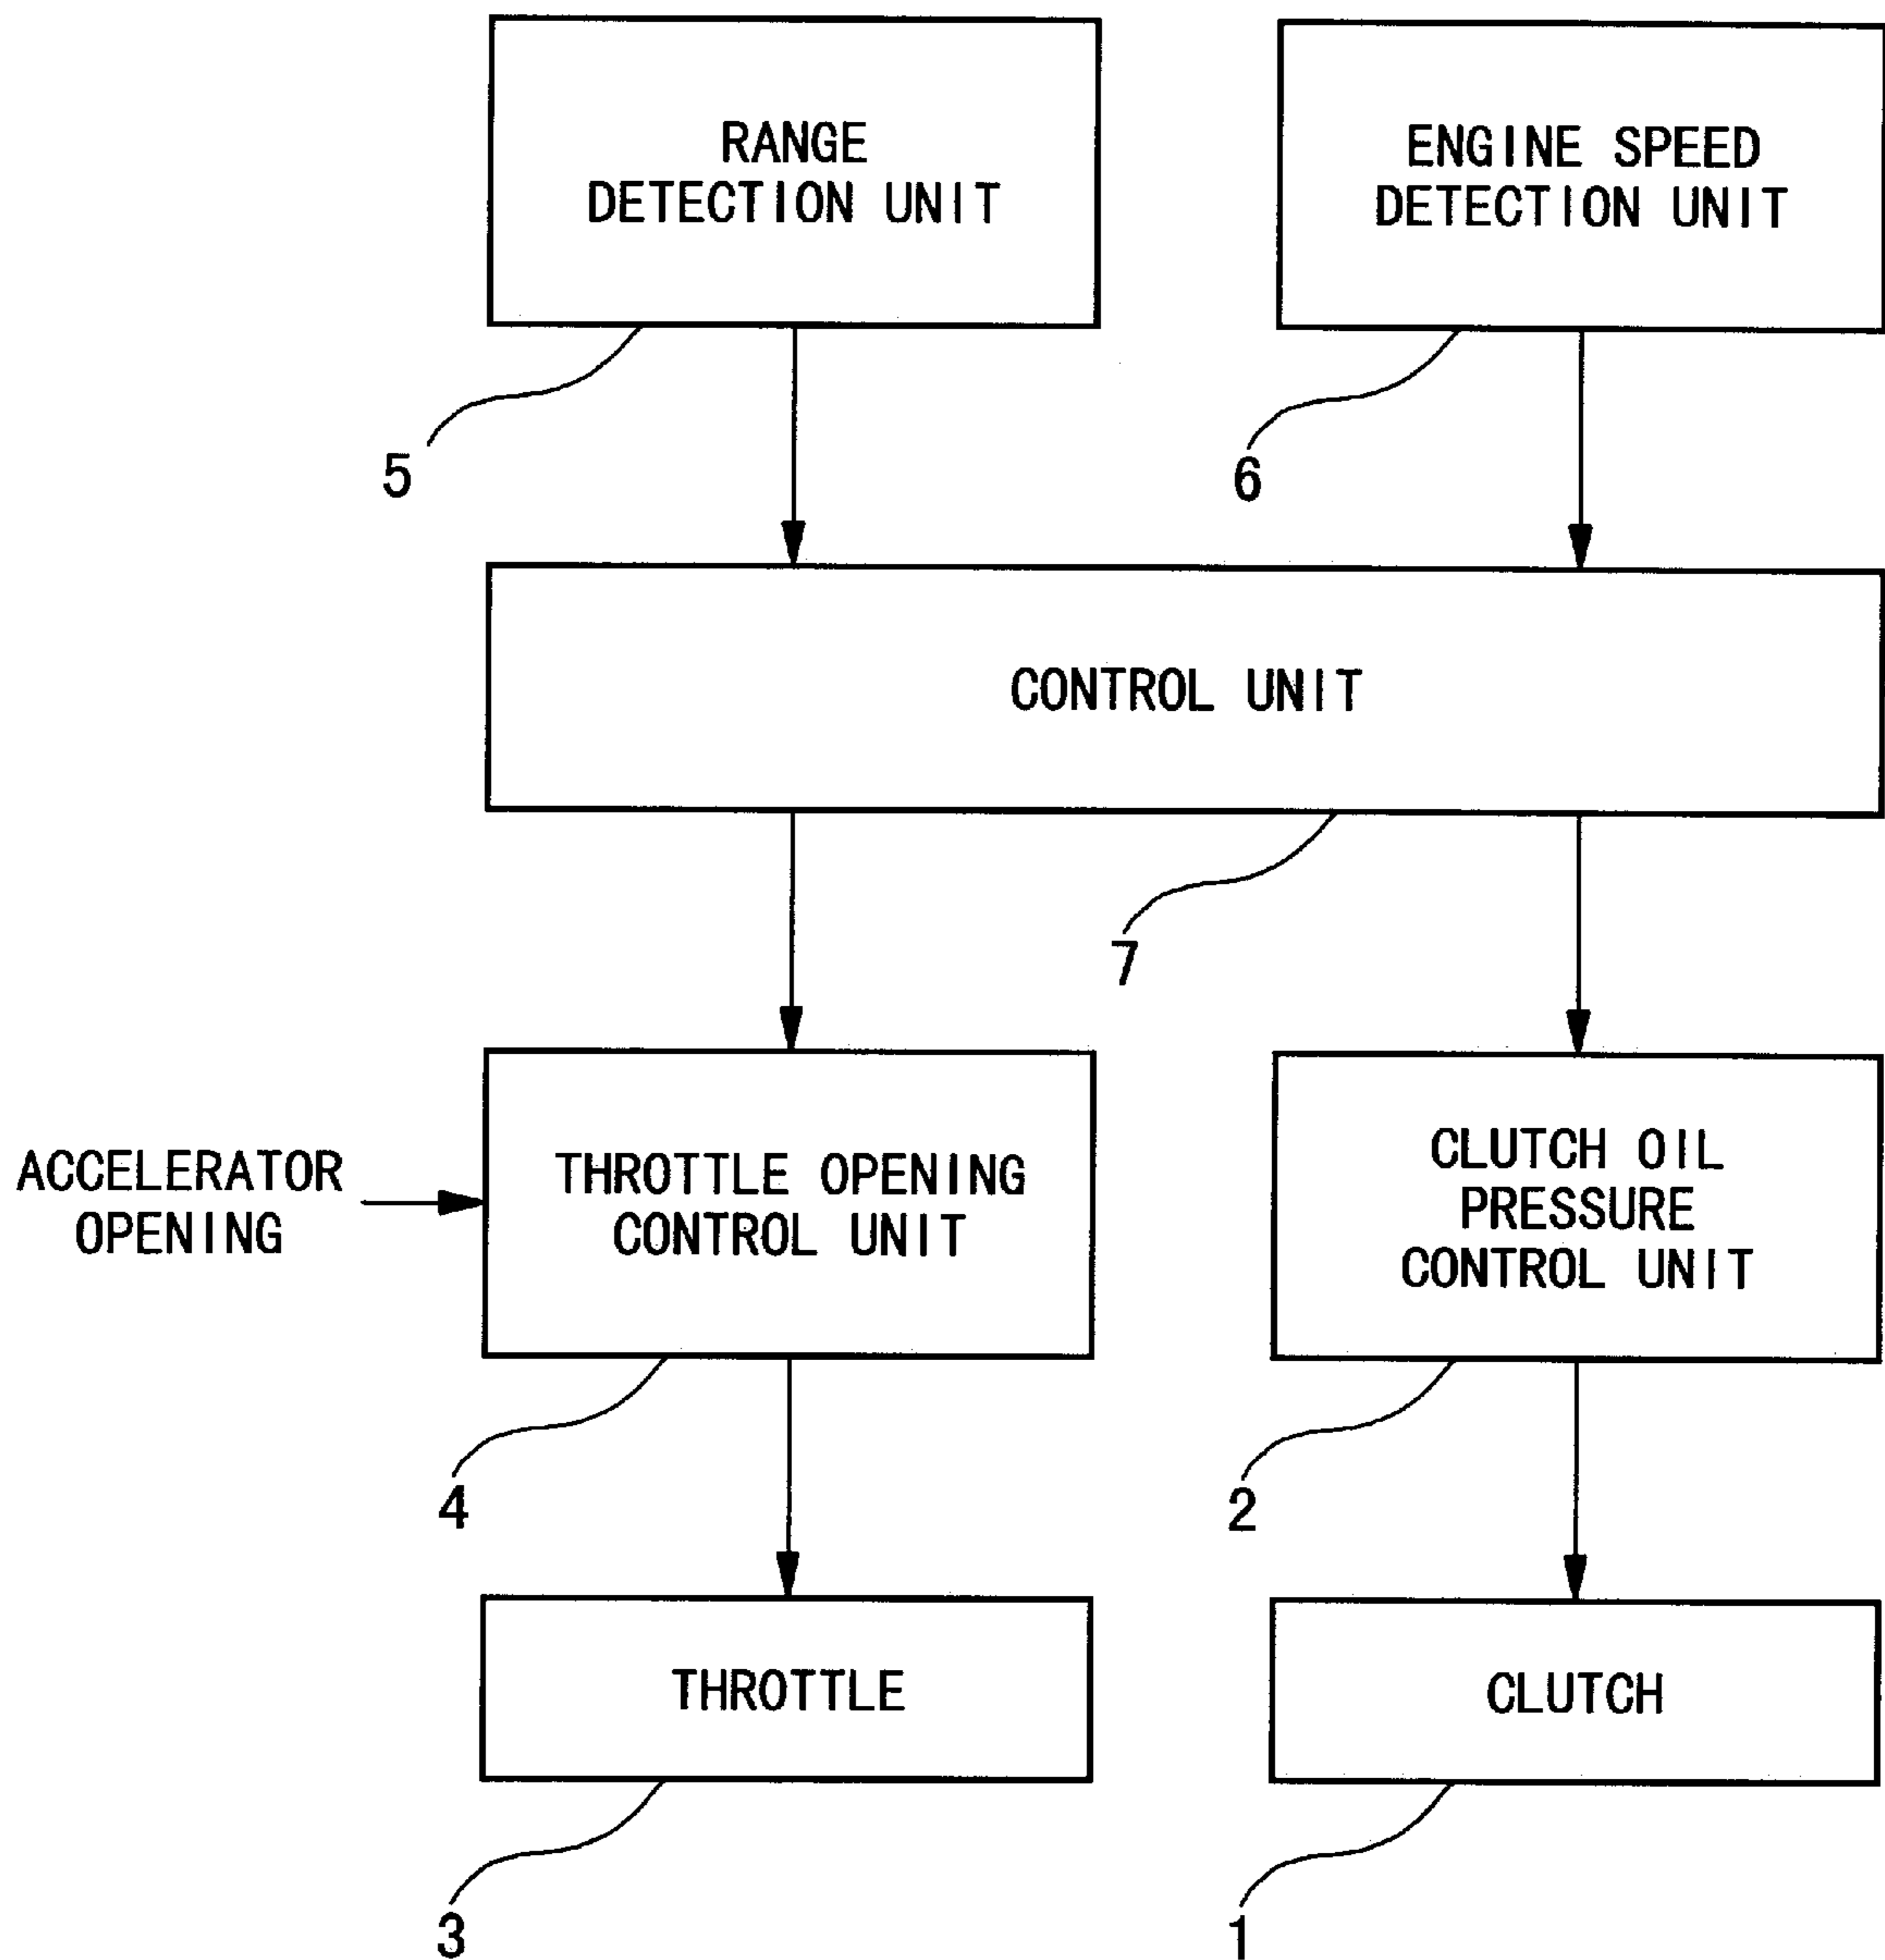 RANGE
DETECTION UNIT
ENGINE SPEED
DETECTION UNIT
5
6
CONTROL UNIT
7
ACCELERATOR
OPENING
THROTTLE OPENING
CONTROL UNIT
CLUTCH OIL
PRESSURE
CONTROL UNIT
4
2
THROTTLE
CLUTCH
3
1